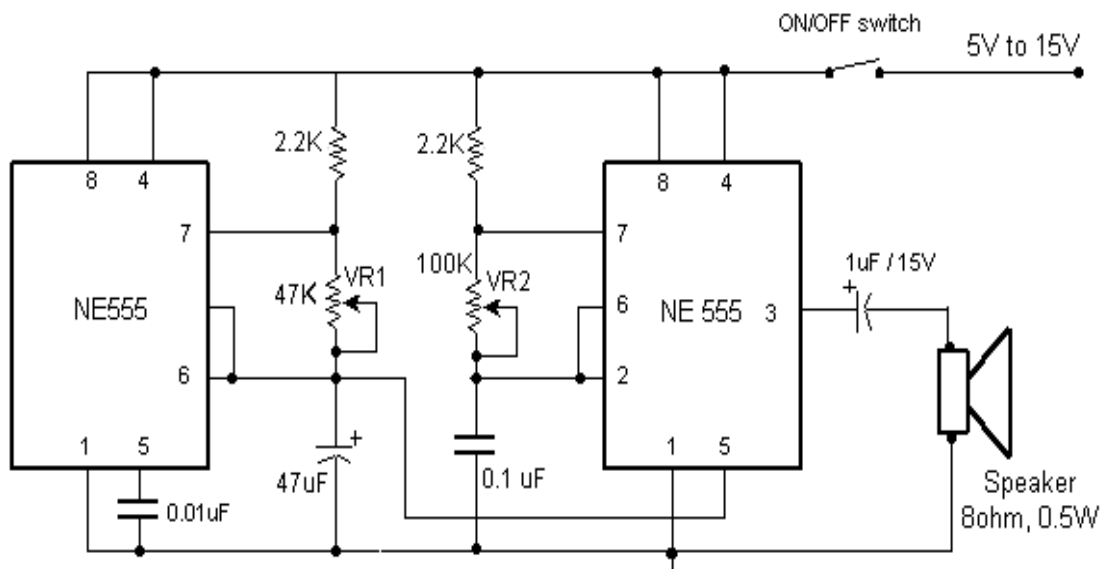 ON/OFF switch
5V to 15V
2.2K
2.2K
8
4
8
4
7
7
100K
1uF / 15V
+
VR1
VR2
47K
NE555
6
NE 555
3
6
2
1
5
+
1
5
47uF
0.1 uF
0.01uF
Speaker
8ohm, 0.5W